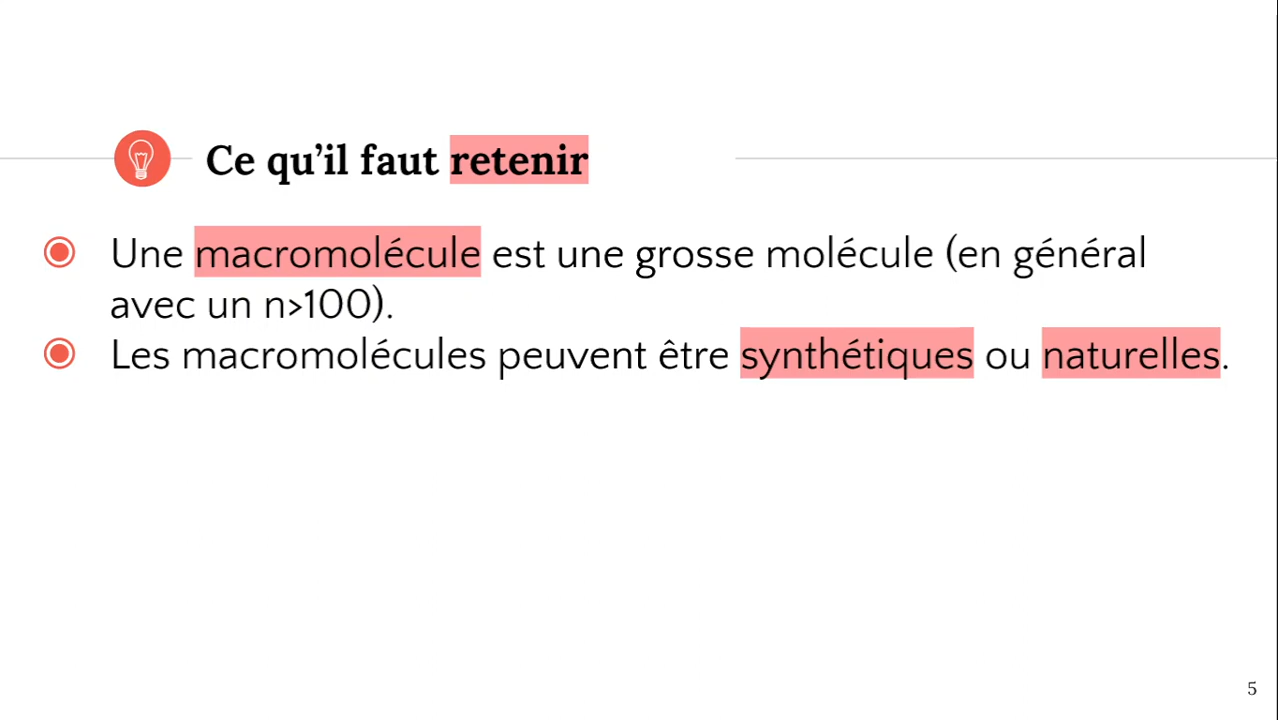 Ce qu’il faut retenir
Une macromolécule est une grosse molécule (en général
avec un n>100).
Les macromolécules peuvent être synthétiques ou naturelles.
5